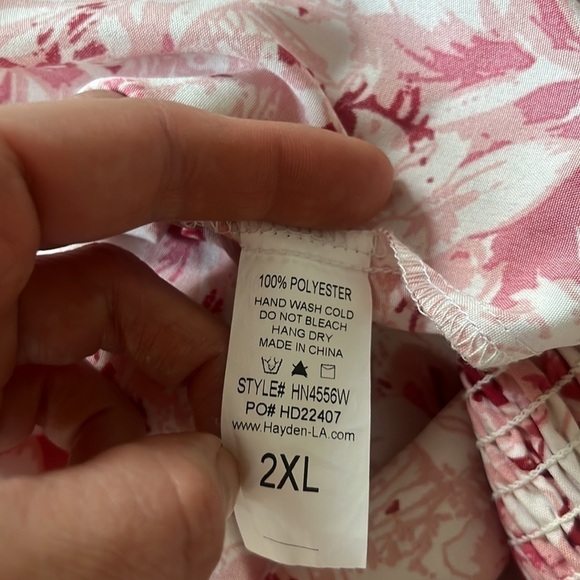 100% POLYESTER
HAND WASH COLD
DO NOT BLEACH
HANG DRY
MADE IN CHINA
STYLE# HN4556W
PO# HD22407
www.Hayden-LA.com
2XL